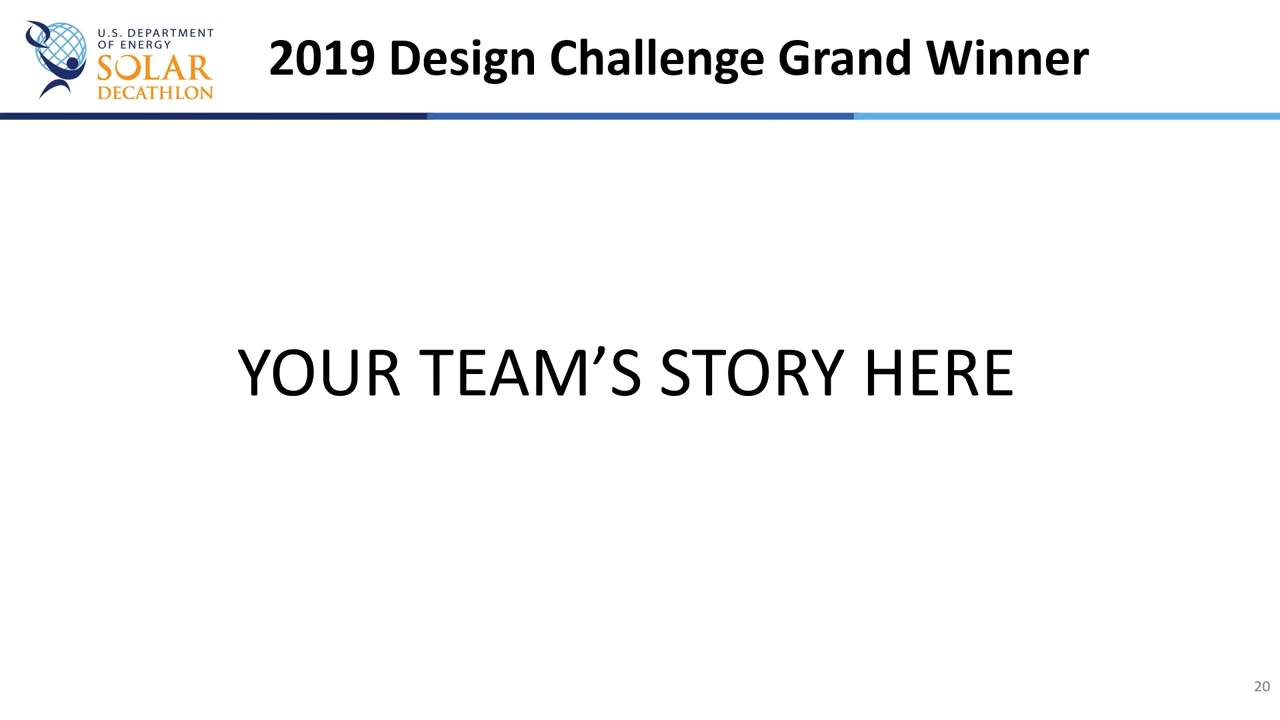 U.S. DEPARTMENT
OF ENERGY
SOLAR
DECATHLON
2019 Design Challenge Grand Winner
YOUR TEAM’S STORY HERE
20